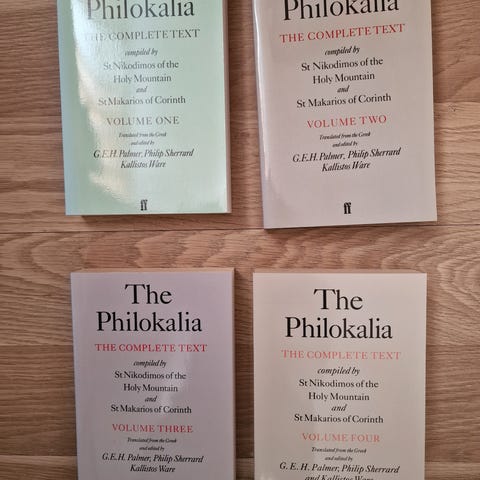 Philokalia
THE COMPLETE TEXT
compiled by
St Nikodimos of the
Holy Mountain
and
St Makarios of Corinth
VOLUME ONE
Translated from the Greek
and edited by
G.E.H. Palmer, Philip Sherrard
Kallistos Ware
ff
Philokalia
THE COMPLETE TEXT
compiled by
St Nikodimos of the
Holy Mountain
and
St Makarios of Corinth
VOLUME TWO
Translated from the Greek
and edited by
G.E.H. Palmer, Philip Sherrard
Kallistos Ware
ff
The
Philokalia
THE COMPLETE TEXT
compiled by
St Nikodimos of the
Holy Mountain
and
St Makarios of Corinth
VOLUME THREE
Translated from the Greek
and edited by
G.E.H. Palmer, Philip Sherrard
Kallistos Ware
The
Philokalia
THE COMPLETE TEXT
compiled by
St Nikodimos of the
Holy Mountain
and
St Makarios of Corinth
VOLUME FOUR
Translated from the Greek
and edited by
G. E. H. Palmer, Philip Sherrard
and Kallistos Ware